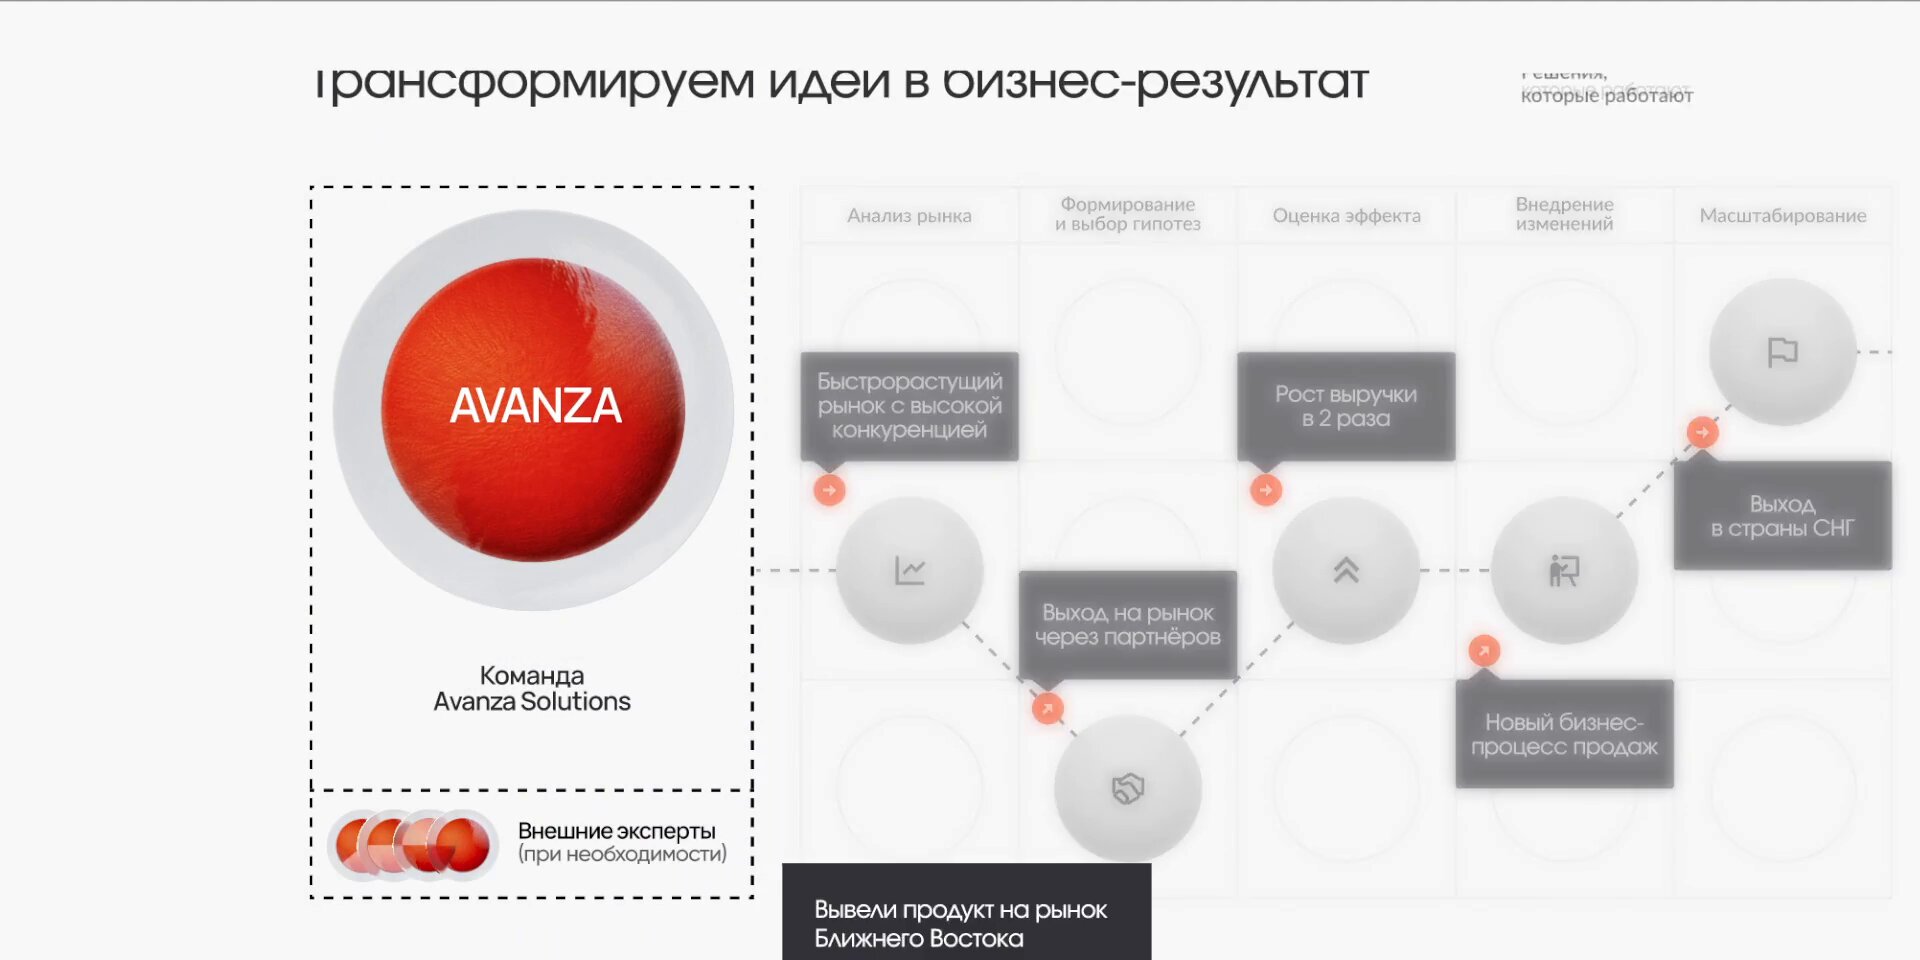 Трансформируем идеи в бизнес-результат
Решения,
которые работают
AVANZA
Команда
Avanza Solutions
Внешние эксперты
(при необходимости)
Анализ рынка
Формирование
и выбор гипотез
Оценка эффекта
Внедрение
изменений
Масштабирование
Быстрорастущий
рынок с высокой
конкуренцией
Выход на рынок
через партнёров
Рост выручки
в 2 раза
Новый бизнес-
процесс продаж
Выход
в страны СНГ
Вывели продукт на рынок
Ближнего Востока